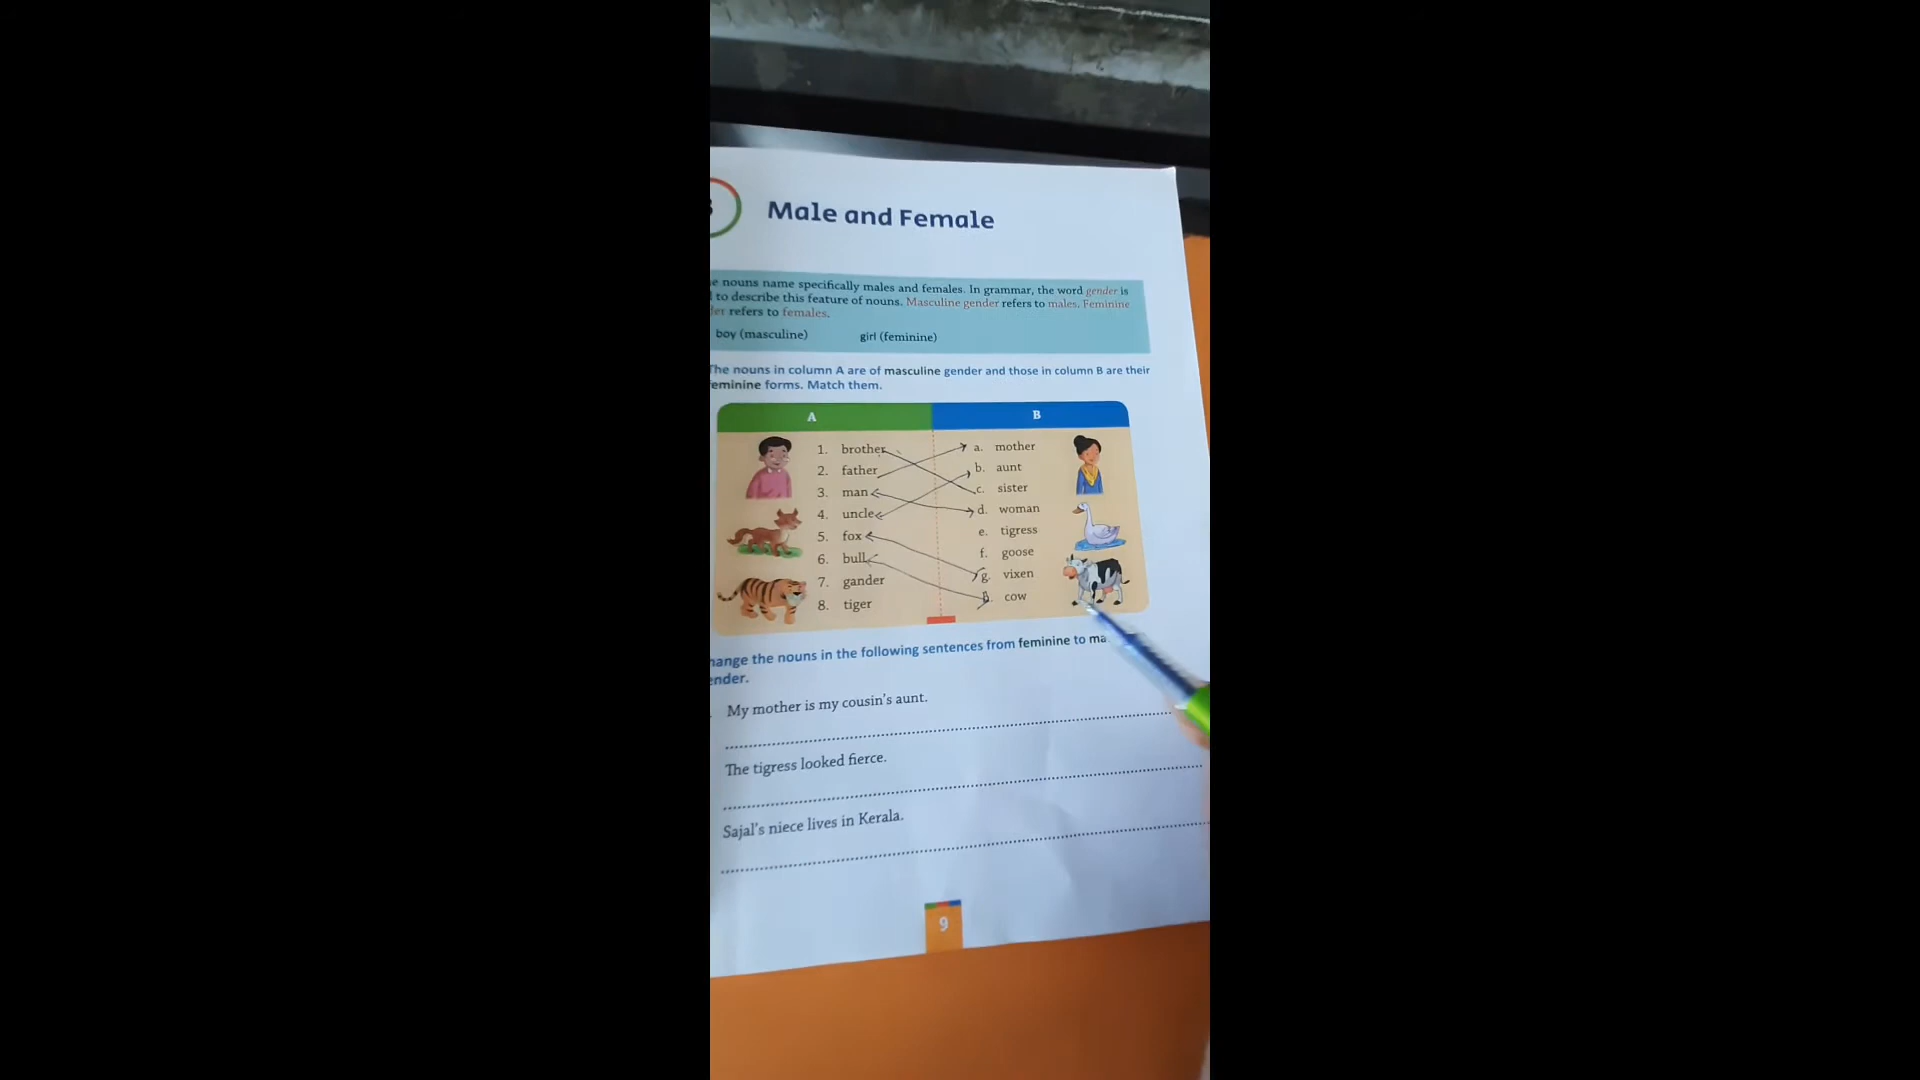 Male and Female
nouns name specifically males and females. In grammar, the word gender is
to describe this feature of nouns. Masculine gender refers to males. Feminine
refers to females.
boy (masculine) girl (feminine)
The nouns in column A are of masculine gender and those in column B are their
feminine forms. Match them.
A B
1. brother a. mother
2. father b. aunt
3. man c. sister
4. uncle d. woman
5. fox e. tigress
6. bull f. goose
7. gander g. vixen
8. tiger cow
the nouns in the following sentences from feminine to
My mother is my cousin's aunt.
The tigress looked fierce.
Sajal's niece lives in Kerala.
9